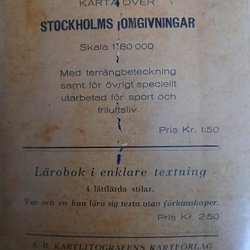 KARTA ÖVER
STOCKHOLMS OMGIVNINGAR
Skala 1:80 000
Med terrängbeteckning
samt för övrigt speciellt
utarbetad för sport och
friluftsliv.
Pris Kr. 1:50
Lärobok i enklare textning
4 lättlärda stilar.
Var och en kan lära sig texta utan förkunskaper.
Pris Kr. 2:50
A.-B. KARTLITOGRAFENS KARTFÖRLAG